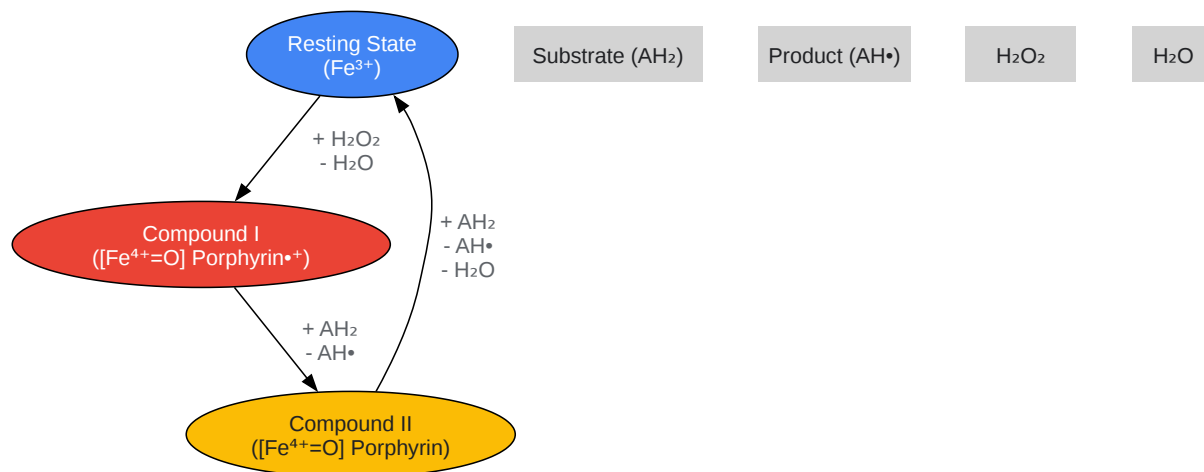 Resting State
(Fe³⁺)
Substrate (AH₂)
Product (AH•)
H₂O₂
H₂O
+ H₂O₂
- H₂O
Compound I
([Fe⁴⁺=O] Porphyrin•⁺)
+ AH₂
- AH•
- H₂O
+ AH₂
- AH•
Compound II
([Fe⁴⁺=O] Porphyrin)